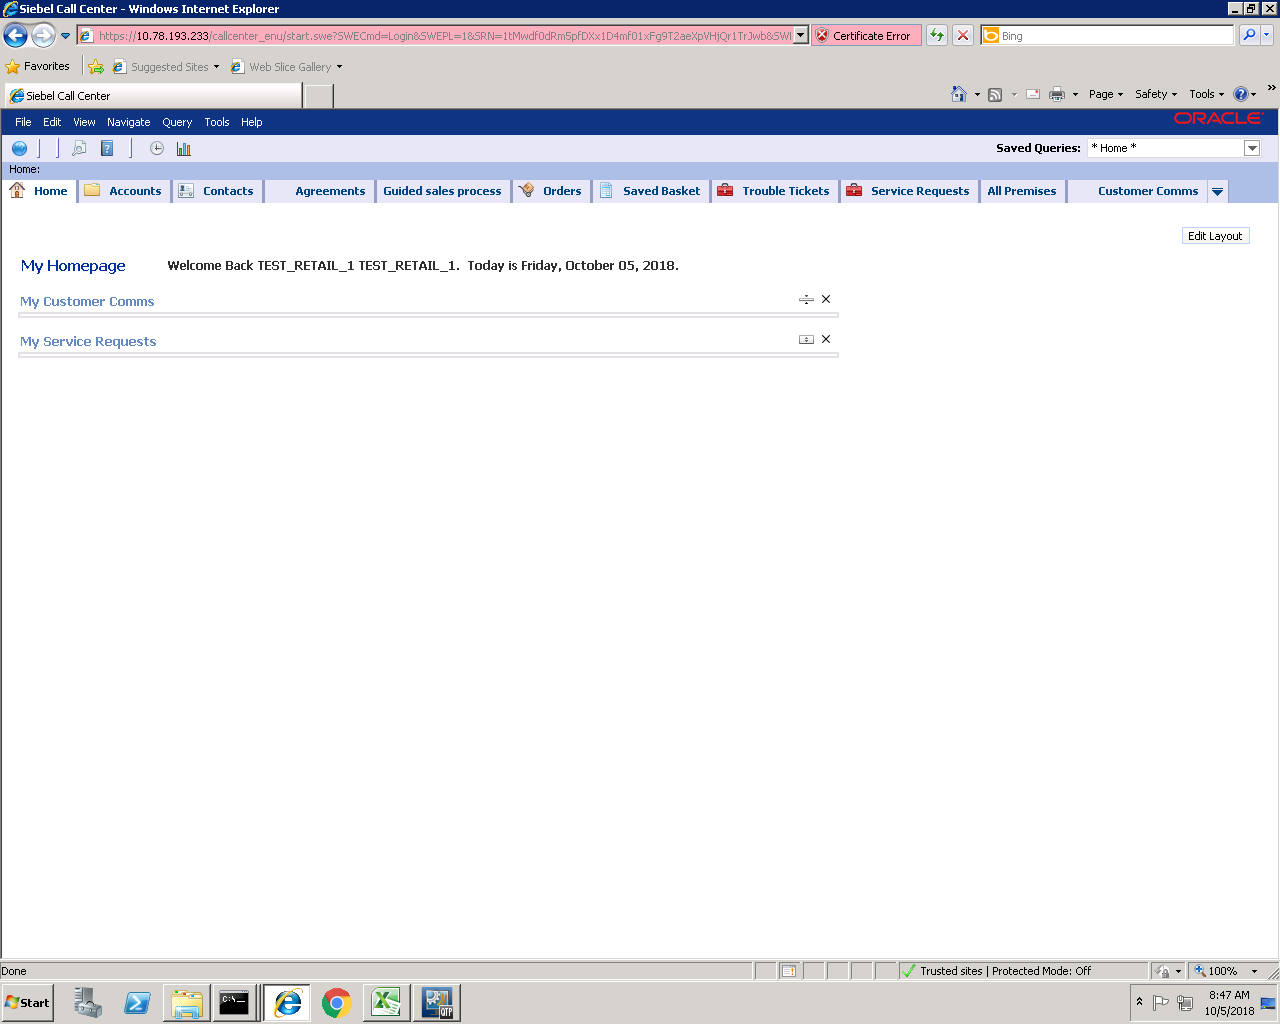 Siebel Call Center - Windows Internet Explorer
https://10.78.193.233/callcenter_enu/start.swe?SWECmd=Login&SWEPL=1&SRN=
Certificate Error
Bing
Favorites
Suggested Sites
Web Slice Gallery
Siebel Call Center
Page
Safety
Tools
»
File Edit View Navigate Query Tools Help
ORACLE
Saved Queries:
* Home *
Home:
Home
Accounts
Contacts
Agreements
Guided sales process
Orders
Saved Basket
Trouble Tickets
Service Requests
All Premises
Customer Comms
Edit Layout
My Homepage
Welcome Back TEST_RETAIL_1 TEST_RETAIL_1. Today is Friday, October 05, 2018.
My Customer Comms
My Service Requests
Done
Trusted sites | Protected Mode: Off
100%
Start
C:\.
QTP
8:47 AM
10/5/2018